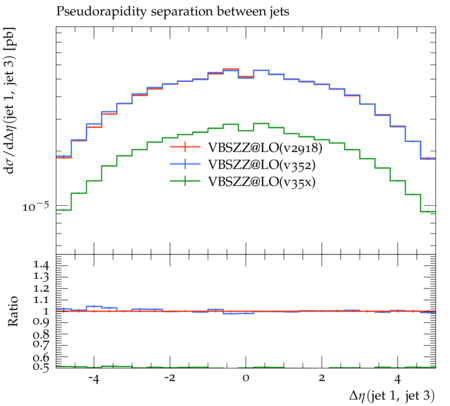 Pseudorapidity separation between jets
dσ/dΔη(jet 1, jet 3) [pb]
VBSZZ@LO(v2918)
VBSZZ@LO(v352)
VBSZZ@LO(v35x)
10⁻⁵
Ratio
1.4
1.3
1.2
1.1
1
0.9
0.8
0.7
0.6
0.5
-4 -2 0 2 4
Δη(jet 1, jet 3)